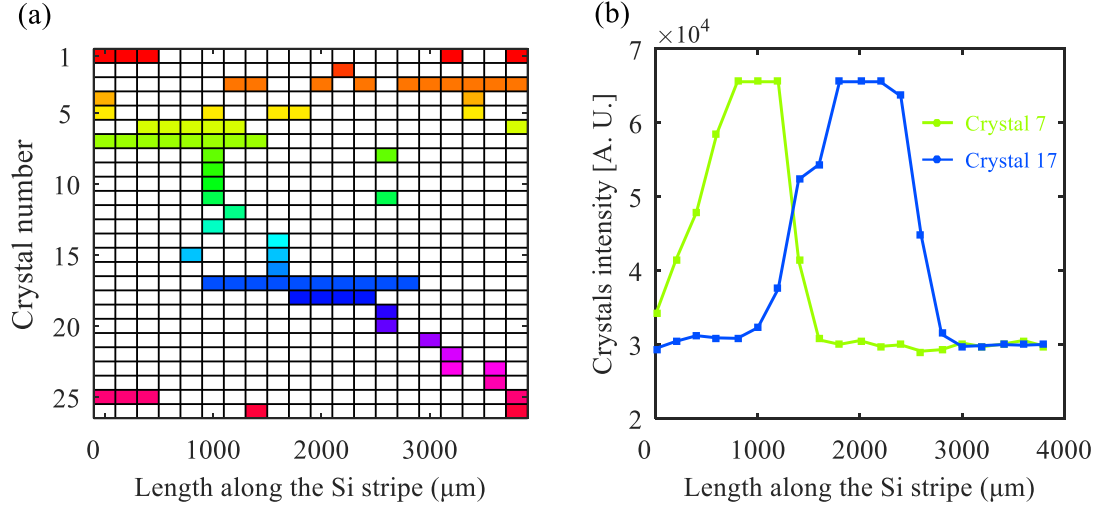 (a)
1
5
10
15
20
25
Crystal number
0 1000 2000 3000
Length along the Si stripe (μm)
(b)
×10⁴
7
6
5
4
3
2
Crystals intensity [A. U.]
Crystal 7
Crystal 17
0 1000 2000 3000 4000
Length along the Si stripe (μm)